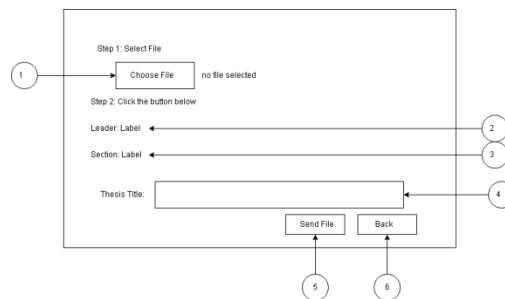 Step 1: Select File
1
Choose File
no file selected
Step 2: Click the button below
Leader: Label
2
Section: Label
3
Thesis Title:
4
Send File
Back
5
6